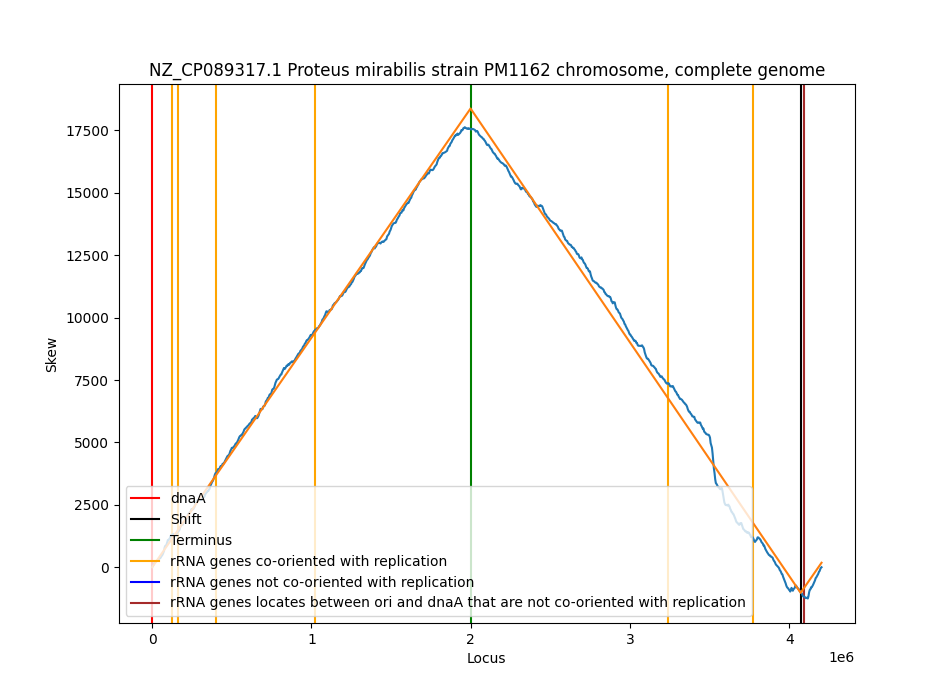 NZ_CP089317.1 Proteus mirabilis strain PM1162 chromosome, complete genome
Skew
17500
15000
12500
10000
7500
5000
2500
0
dnaA
Shift
Terminus
rRNA genes co-oriented with replication
rRNA genes not co-oriented with replication
rRNA genes locates between ori and dnaA that are not co-oriented with replication
0 1 2 3 4
1e6
Locus